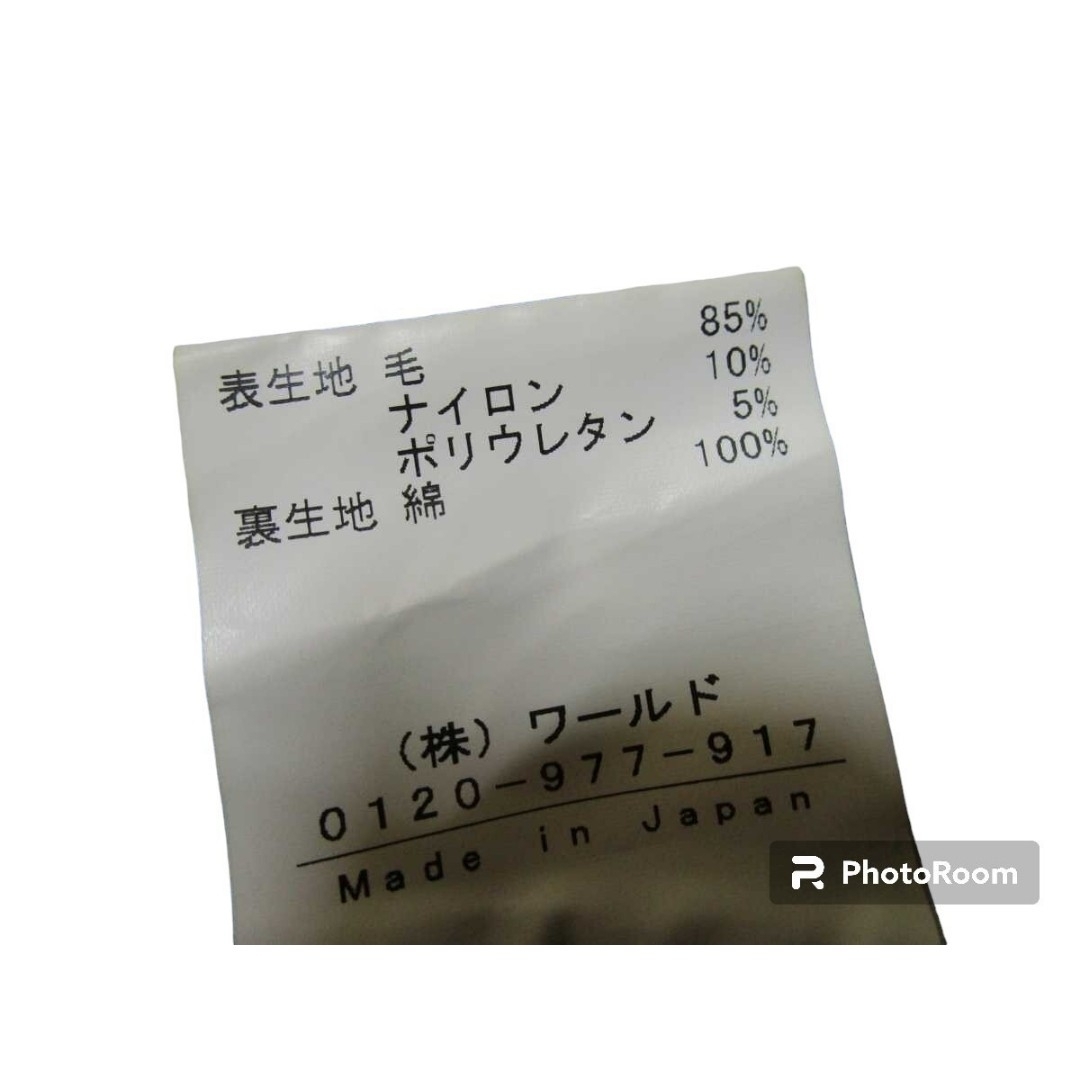 表生地 毛 85%
ナイロン 10%
ポリウレタン 5%
裏生地 綿 100%
(株) ワールド
0120-977-917
Made in Japan
PhotoRoom